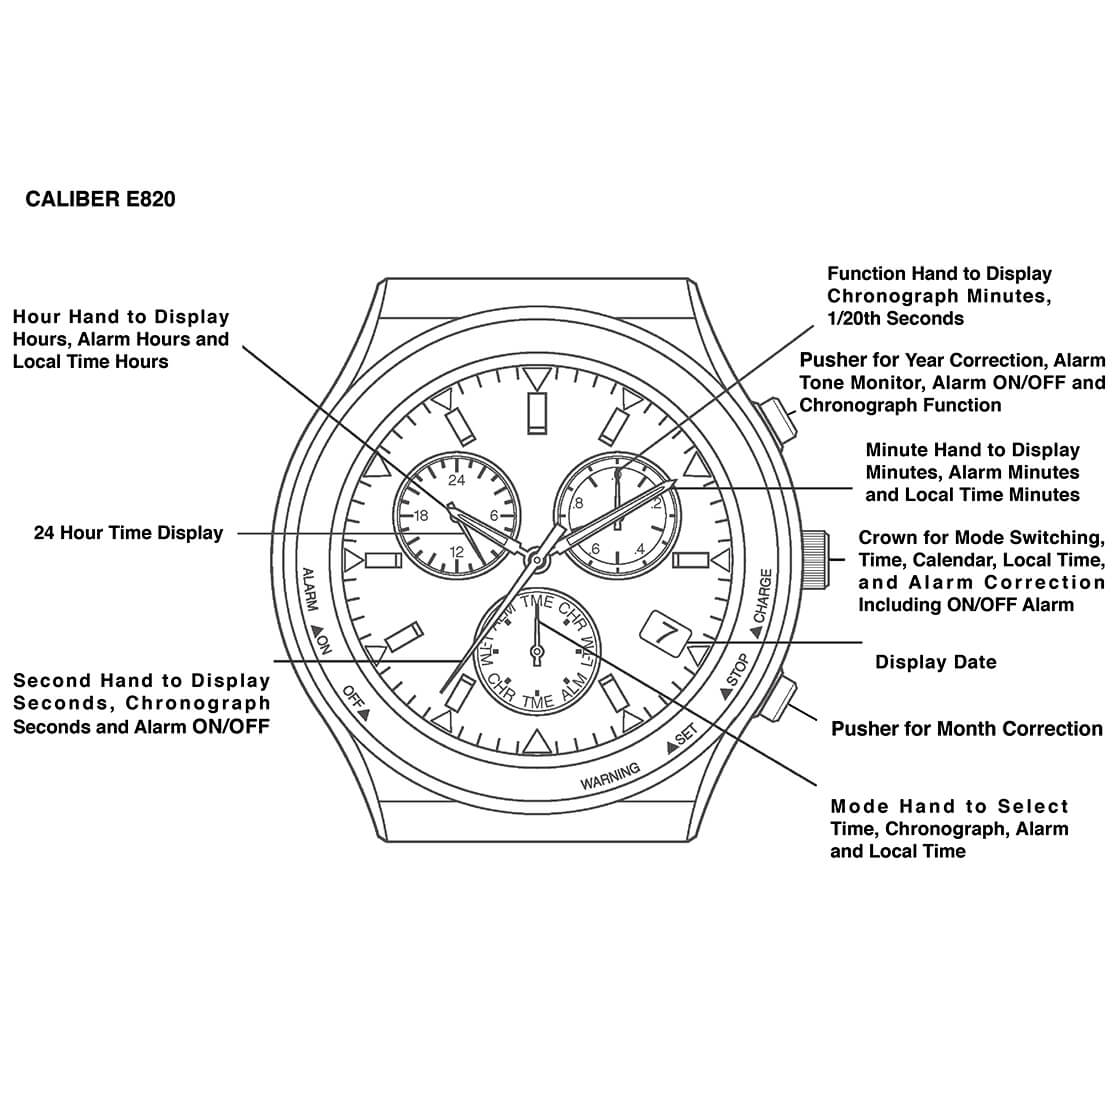 CALIBER E820
Function Hand to Display
Chronograph Minutes,
1/20th Seconds
Hour Hand to Display
Hours, Alarm Hours and
Local Time Hours
Pusher for Year Correction, Alarm
Tone Monitor, Alarm ON/OFF and
Chronograph Function
Minute Hand to Display
Minutes, Alarm Minutes
and Local Time Minutes
24 Hour Time Display
Crown for Mode Switching,
Time, Calendar, Local Time,
and Alarm Correction
Including ON/OFF Alarm
Display Date
Second Hand to Display
Seconds, Chronograph
Seconds and Alarm ON/OFF
Pusher for Month Correction
Mode Hand to Select
Time, Chronograph, Alarm
and Local Time
24
6
12
18
.2
.4
.6
.8
TME
CHR
ALM
TME
CHR
L-TM
ALM
7
ALARM ▲ON
OFF▲
WARNING
▲SET
▲STOP
▲CHARGE